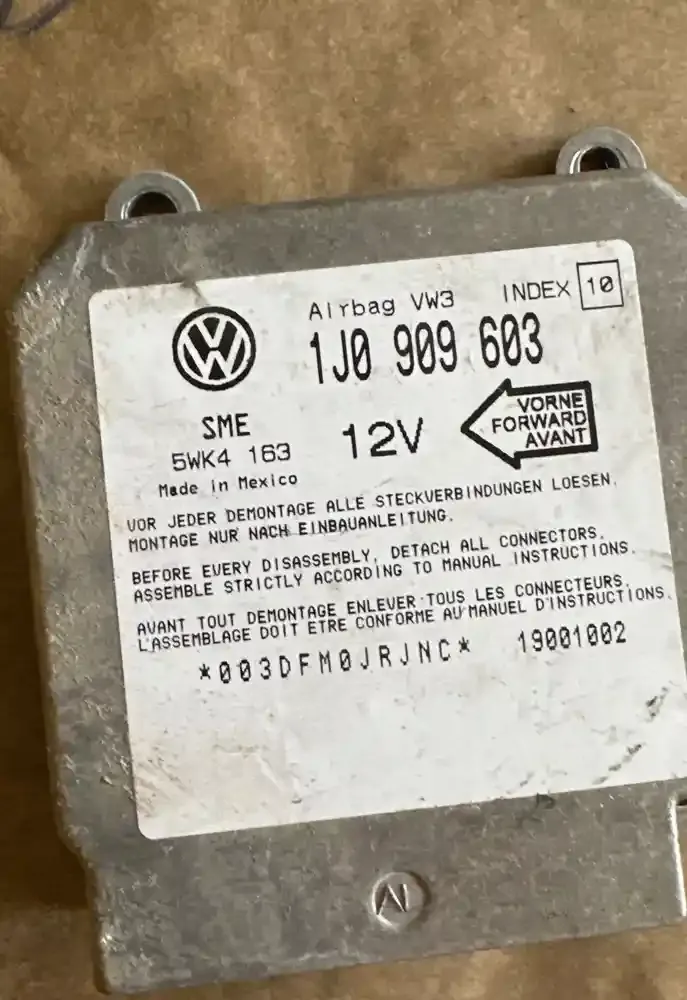 Airbag VW3 INDEX 10
1J0 909 603
SME
5WK4 163
Made in Mexico
12V
VORNE
FORWARD
AVANT
VOR JEDER DEMONTAGE ALLE STECKVERBINDUNGEN LOESEN.
MONTAGE NUR NACH EINBAUANLEITUNG.
BEFORE EVERY DISASSEMBLY, DETACH ALL CONNECTORS.
ASSEMBLE STRICTLY ACCORDING TO MANUAL INSTRUCTIONS.
AVANT TOUT DEMONTAGE ENLEVER TOUS LES CONNECTEURS.
L'ASSEMBLAGE DOIT ETRE CONFORME AU MANUEL D'INSTRUCTIONS.
*003DFM0JRJNC* 19001002